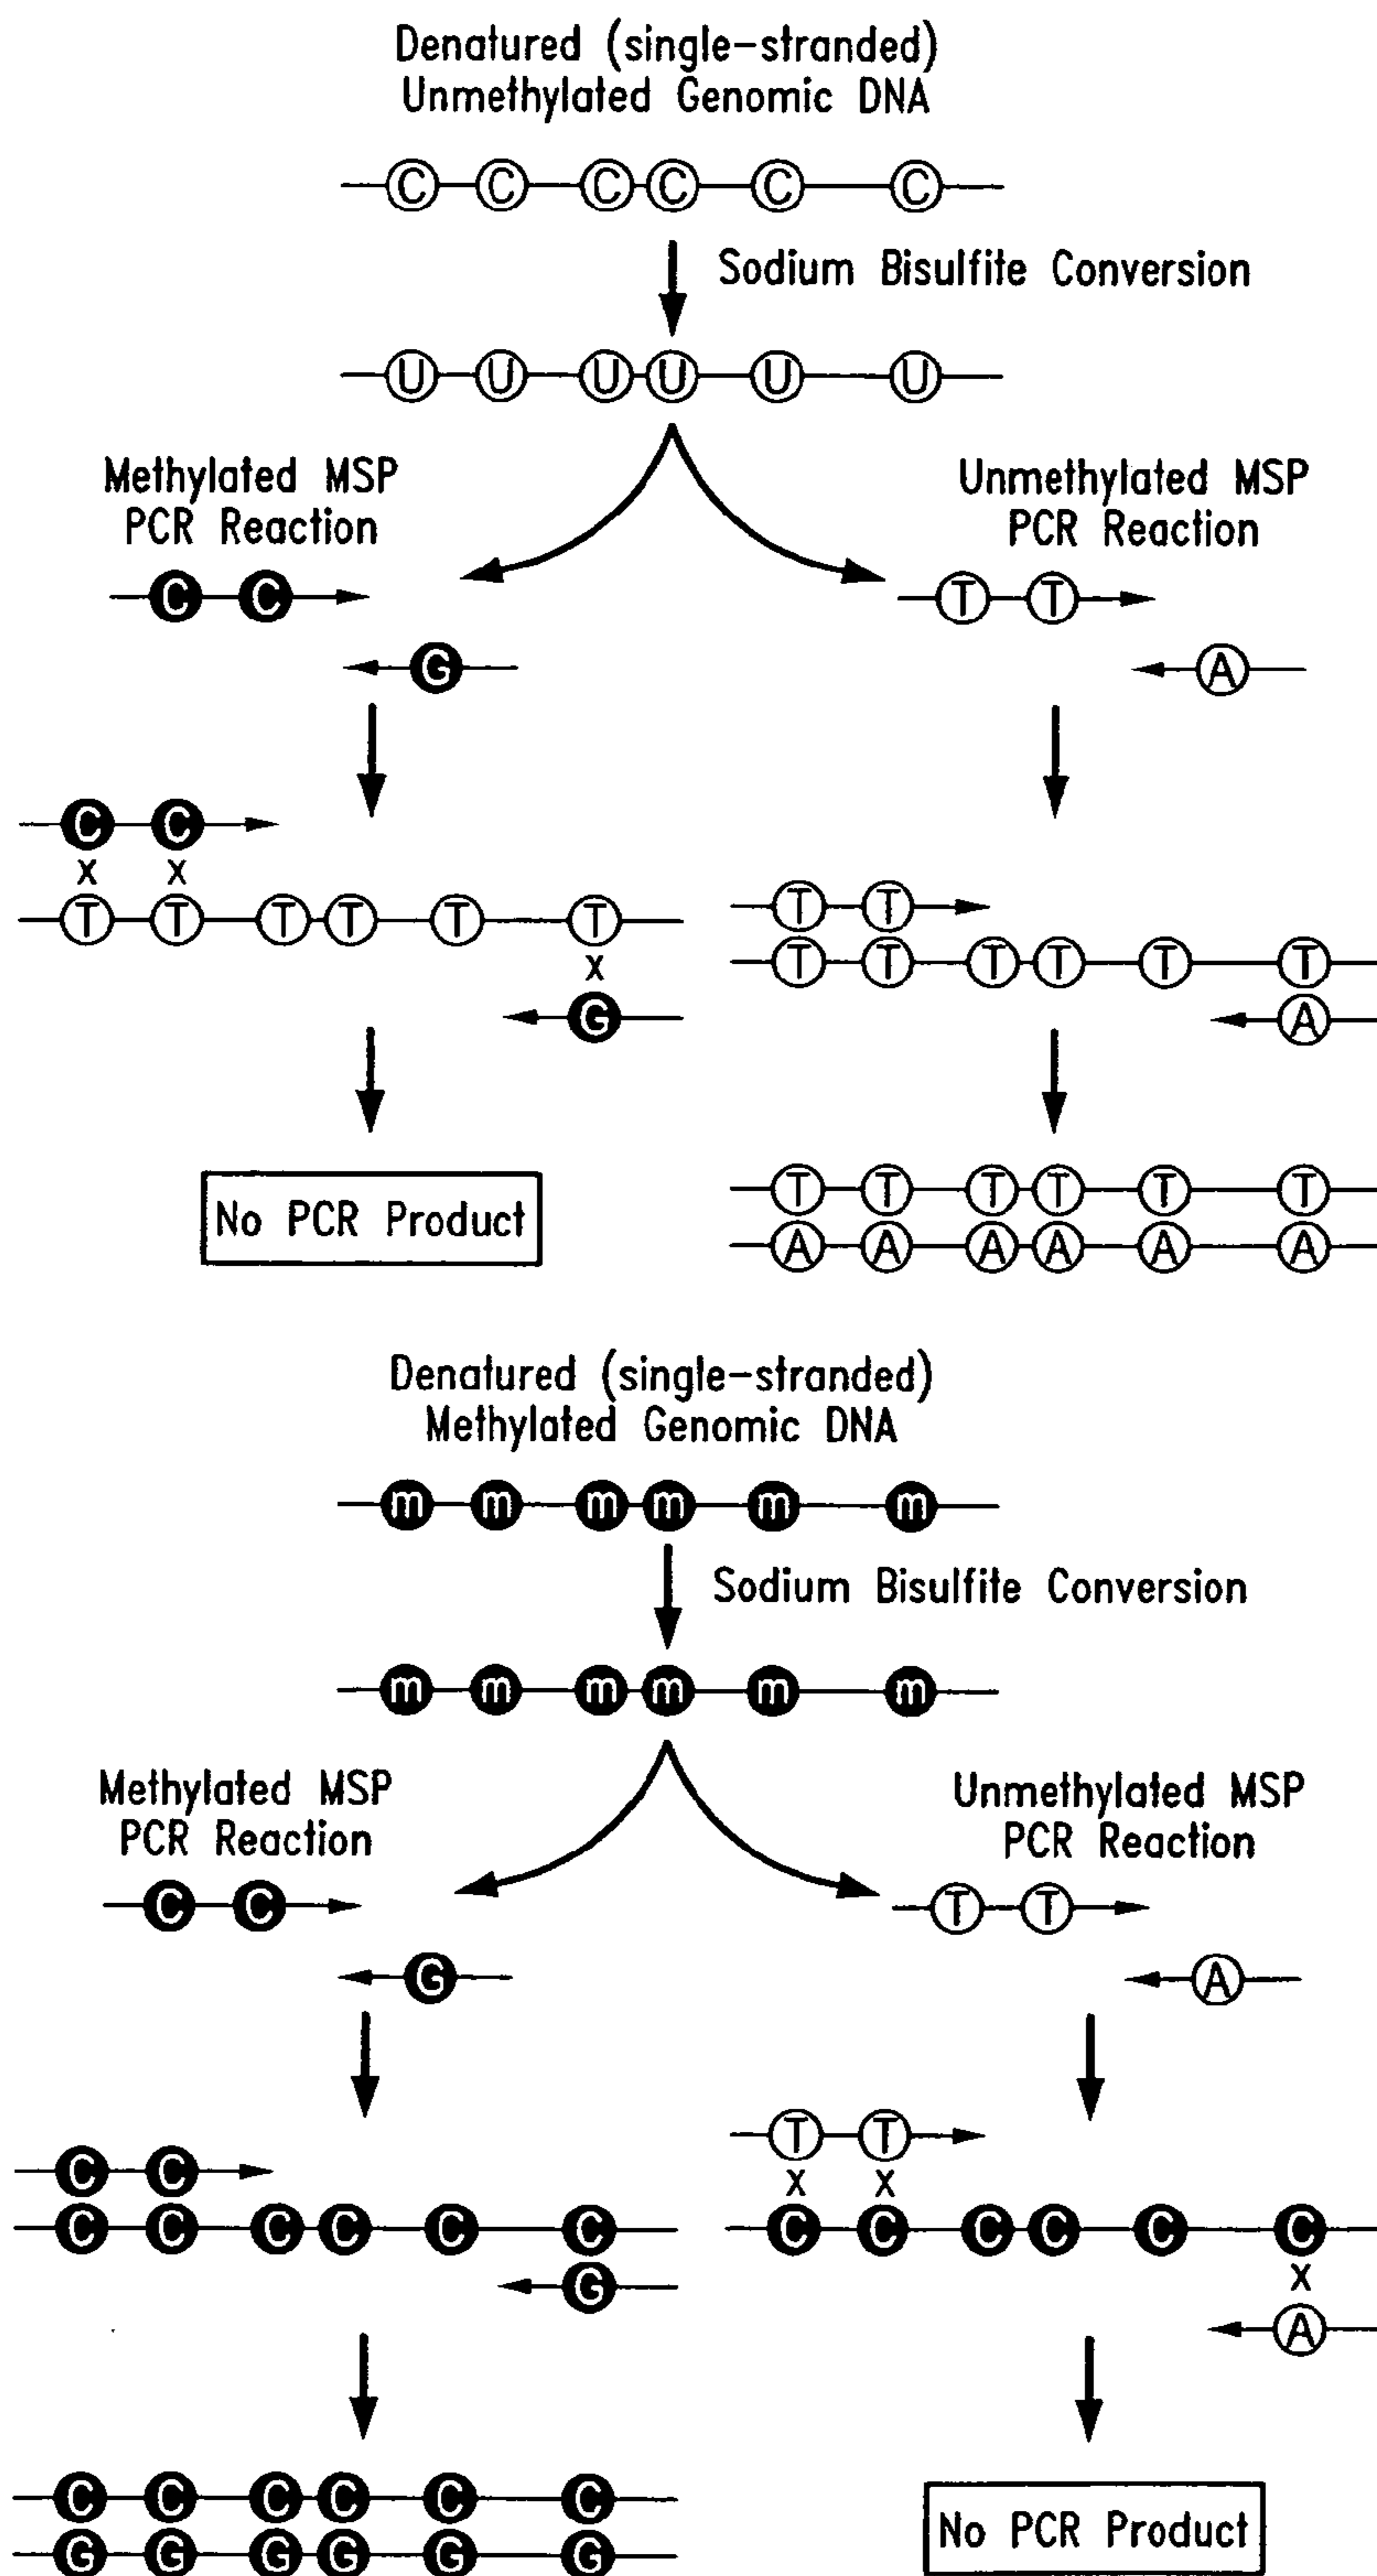 Denatured (single-stranded)
Unmethylated Genomic DNA
C C C C C C
Sodium Bisulfite Conversion
U U U U U U
Methylated MSP
PCR Reaction
Unmethylated MSP
PCR Reaction
C C
T T
G
A
C C
x x
T T T T T T
x
G
T T
T T T T T T
A
No PCR Product
T T T T T T
A A A A A A
Denatured (single-stranded)
Methylated Genomic DNA
m m m m m m
Sodium Bisulfite Conversion
m m m m m m
Methylated MSP
PCR Reaction
Unmethylated MSP
PCR Reaction
C C
T T
G
A
C C
C C C C C C
G
T T
x x
C C C C C C
x
A
C C C C C C
G G G G G G
No PCR Product